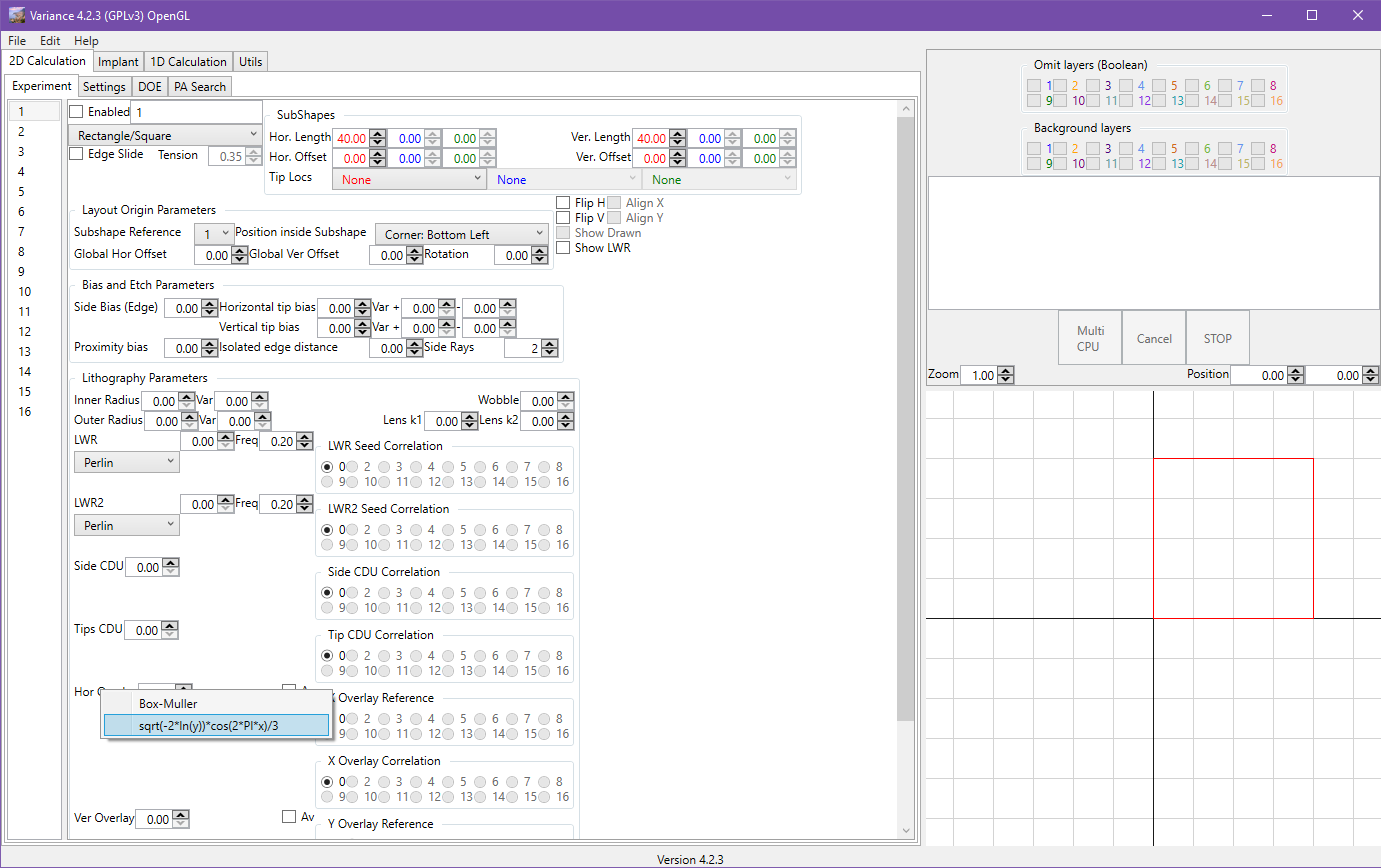 Variance 4.2.3 (GPLv3) OpenGL
File Edit Help
2D Calculation Implant 1D Calculation Utils
Experiment Settings DOE PA Search
1
2
3
4
5
6
7
8
9
10
11
12
13
14
15
16
Enabled 1
Rectangle/Square
Edge Slide Tension 0.35
SubShapes
Hor. Length 40.00 0.00 0.00 Ver. Length 40.00 0.00 0.00
Hor. Offset 0.00 0.00 0.00 Ver. Offset 0.00 0.00 0.00
Tip Locs None None None
Flip H Align X
Flip V Align Y
Show Drawn
Show LWR
Layout Origin Parameters
Subshape Reference 1 Position inside Subshape Corner: Bottom Left
Global Hor Offset 0.00 Global Ver Offset 0.00 Rotation 0.00
Bias and Etch Parameters
Side Bias (Edge) 0.00 Horizontal tip bias 0.00 Var + 0.00 - 0.00
Vertical tip bias 0.00 Var + 0.00 - 0.00
Proximity bias 0.00 Isolated edge distance 0.00 Side Rays 2
Lithography Parameters
Inner Radius 0.00 Var 0.00 Wobble 0.00
Outer Radius 0.00 Var 0.00 Lens k1 0.00 Lens k2 0.00
LWR 0.00 Freq 0.20
Perlin
LWR Seed Correlation
0 2 3 4 5 6 7 8
9 10 11 12 13 14 15 16
LWR2 0.00 Freq 0.20
Perlin
LWR2 Seed Correlation
0 2 3 4 5 6 7 8
9 10 11 12 13 14 15 16
Side CDU 0.00
Side CDU Correlation
0 2 3 4 5 6 7 8
9 10 11 12 13 14 15 16
Tips CDU 0.00
Tip CDU Correlation
0 2 3 4 5 6 7 8
9 10 11 12 13 14 15 16
Hor
Box-Muller
sqrt(-2*ln(y))*cos(2*PI*x)/3
Overlay Reference
0 2 3 4 5 6 7 8
9 10 11 12 13 14 15 16
X Overlay Correlation
0 2 3 4 5 6 7 8
9 10 11 12 13 14 15 16
Ver Overlay 0.00 Av
Y Overlay Reference
Omit layers (Boolean)
1 2 3 4 5 6 7 8
9 10 11 12 13 14 15 16
Background layers
1 2 3 4 5 6 7 8
9 10 11 12 13 14 15 16
Multi
CPU
Cancel
STOP
Zoom 1.00 Position 0.00 0.00
Version 4.2.3